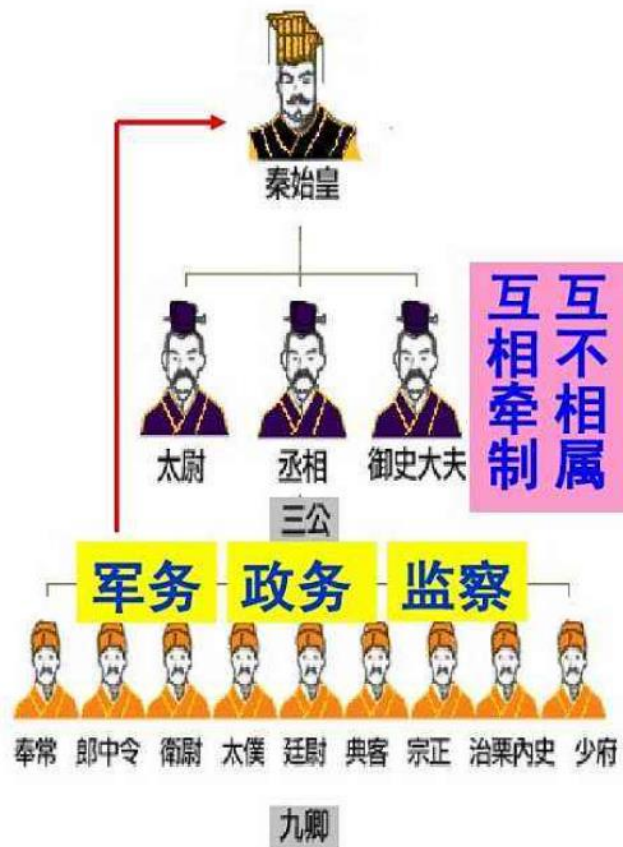 秦始皇
互不相属
互相牵制
太尉 丞相 御史大夫
三公
军务 政务 监察
奉常 郎中令 衛尉 太僕 廷尉 典客 宗正 治栗內史 少府
九卿